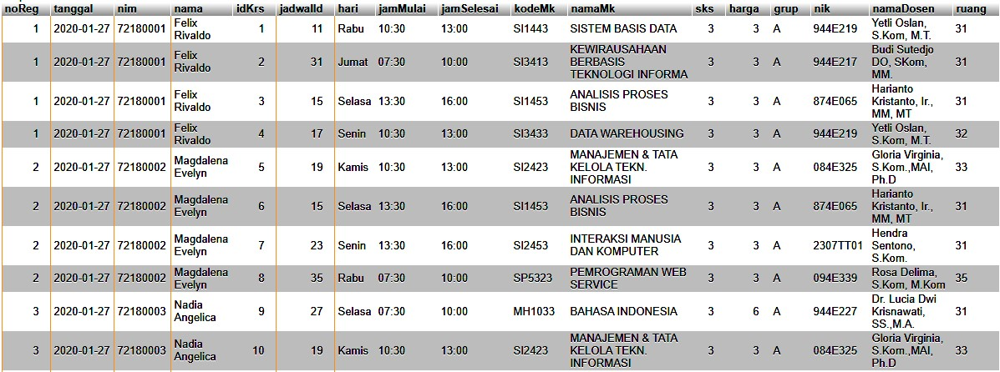 noReg tanggal nim nama idKrs jadwalId hari jamMulai jamSelesai kodeMk namaMk sks harga grup nik namaDosen ruang
1 2020-01-27 72180001 Felix Rivaldo 1 11 Rabu 10:30 13:00 SI1443 SISTEM BASIS DATA 3 3 A 944E219 Yetli Oslan, S.Kom, M.T. 31
1 2020-01-27 72180001 Felix Rivaldo 2 31 Jumat 07:30 10:00 SI3413 KEWIRAUSAHAAN BERBASIS TEKNOLOGI INFORMA 3 3 A 944E217 Budi Sutedjo DO, SKom, MM. 31
1 2020-01-27 72180001 Felix Rivaldo 3 15 Selasa 13:30 16:00 SI1453 ANALISIS PROSES BISNIS 3 3 A 874E065 Harianto Kristanto, Ir., MM, MT 31
1 2020-01-27 72180001 Felix Rivaldo 4 17 Senin 10:30 13:00 SI3433 DATA WAREHOUSING 3 3 A 944E219 Yetli Oslan, S.Kom, M.T. 32
2 2020-01-27 72180002 Magdalena Evelyn 5 19 Kamis 10:30 13:00 SI2423 MANAJEMEN & TATA KELOLA TEKN. INFORMASI 3 3 A 084E325 Gloria Virginia, S.Kom.,MAI, Ph.D 33
2 2020-01-27 72180002 Magdalena Evelyn 6 15 Selasa 13:30 16:00 SI1453 ANALISIS PROSES BISNIS 3 3 A 874E065 Harianto Kristanto, Ir., MM, MT 31
2 2020-01-27 72180002 Magdalena Evelyn 7 23 Senin 13:30 16:00 SI2453 INTERAKSI MANUSIA DAN KOMPUTER 3 3 A 2307TT01 Hendra Sentono, S.Kom. 31
2 2020-01-27 72180002 Magdalena Evelyn 8 35 Rabu 07:30 10:00 SP5323 PEMROGRAMAN WEB SERVICE 3 3 A 094E339 Rosa Delima, S.Kom, M.Kom 35
3 2020-01-27 72180003 Nadia Angelica 9 27 Selasa 07:30 10:00 MH1033 BAHASA INDONESIA 3 6 A 944E227 Dr. Lucia Dwi Krisnawati, SS.,M.A. 31
3 2020-01-27 72180003 Nadia Angelica 10 19 Kamis 10:30 13:00 SI2423 MANAJEMEN & TATA KELOLA TEKN. INFORMASI 3 3 A 084E325 Gloria Virginia, S.Kom.,MAI, Ph.D 33